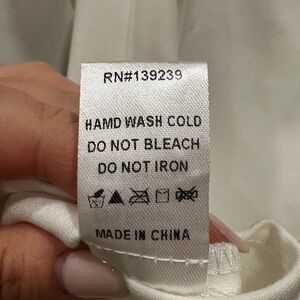 RN#139239
HAMD WASH COLD
DO NOT BLEACH
DO NOT IRON
MADE IN CHINA